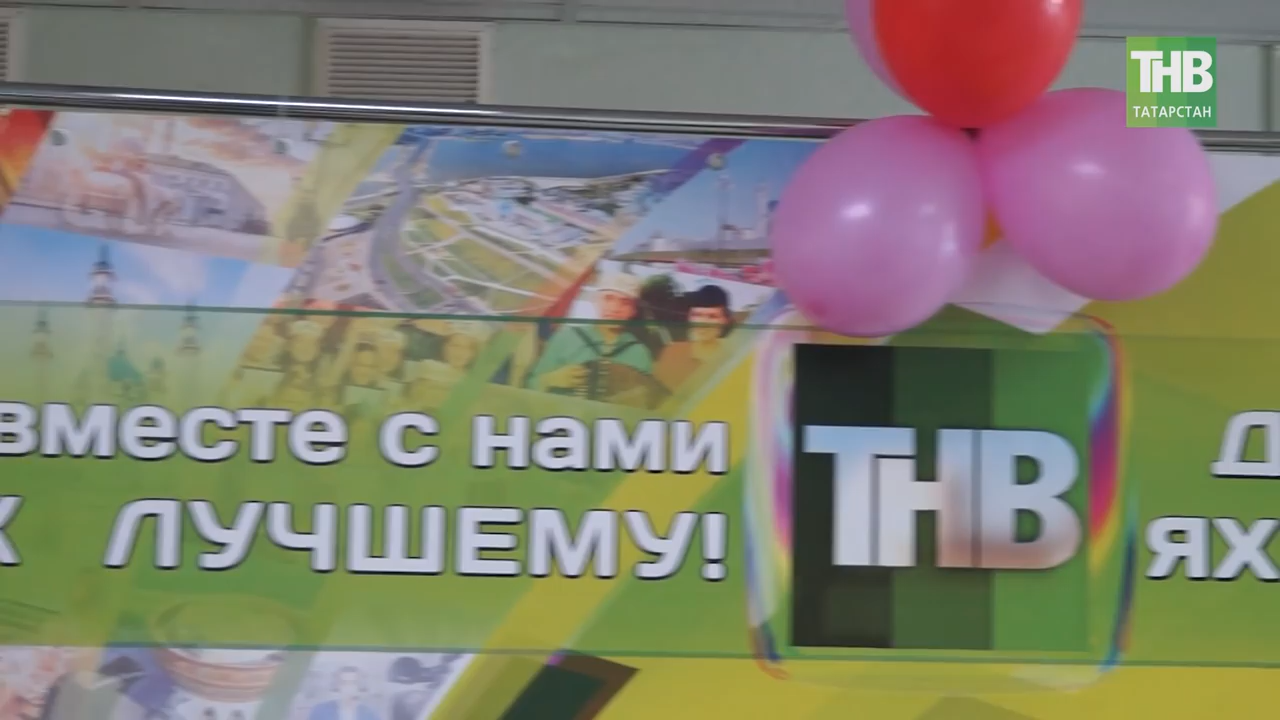 ТНВ
ТАТАРСТАН
вместе с нами
К ЛУЧШЕМУ!
ТНВ
Д
ях